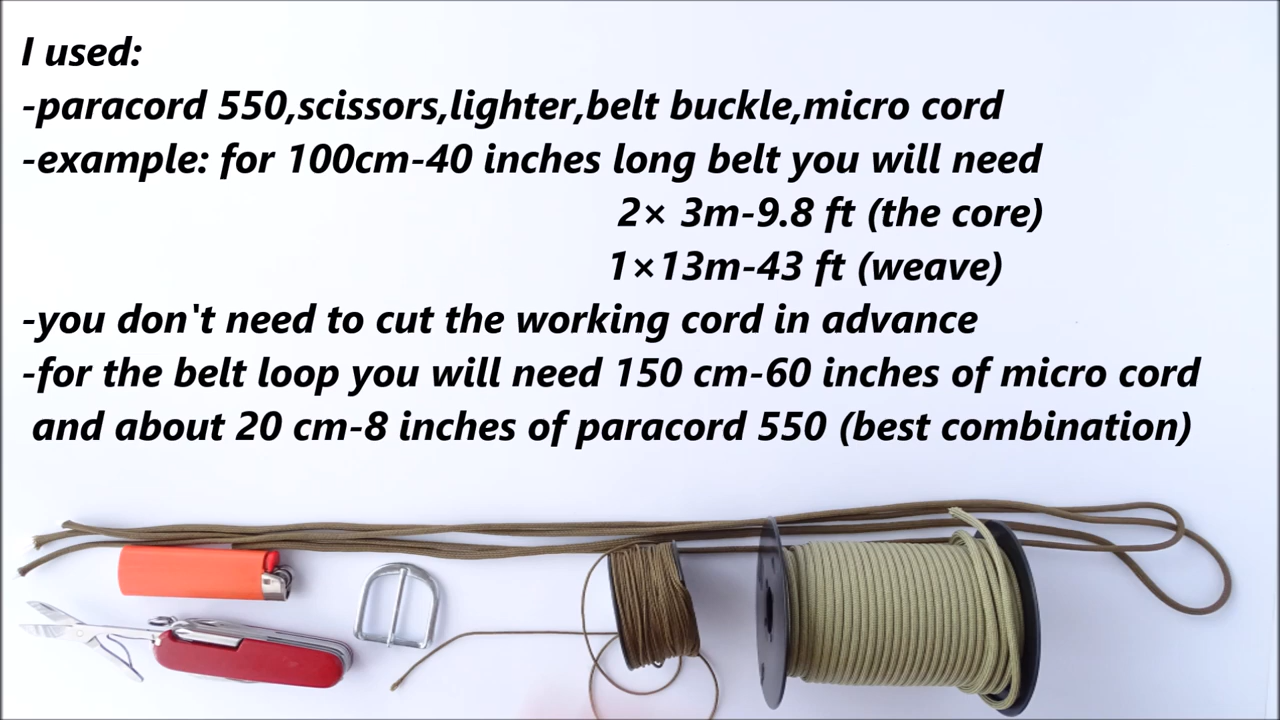 I used:
-paracord 550,scissors,lighter,belt buckle,micro cord
-example: for 100cm-40 inches long belt you will need
2× 3m-9.8 ft (the core)
1×13m-43 ft (weave)
-you don't need to cut the working cord in advance
-for the belt loop you will need 150 cm-60 inches of micro cord
and about 20 cm-8 inches of paracord 550 (best combination)